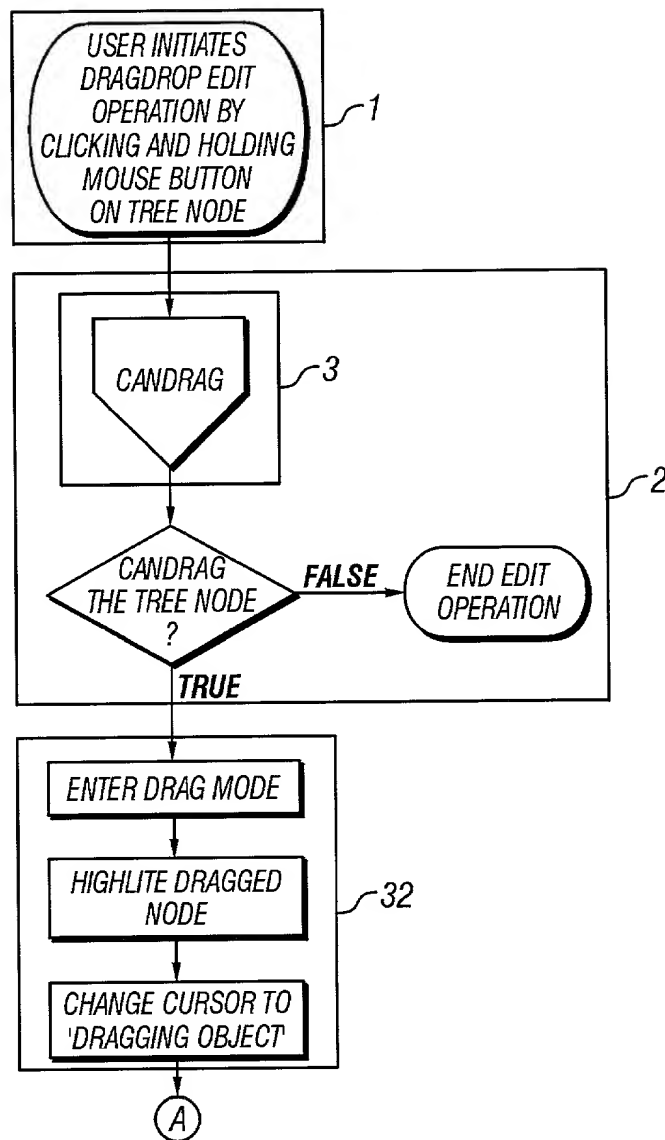 USER INITIATES
DRAGDROP EDIT
OPERATION BY
CLICKING AND HOLDING
MOUSE BUTTON
ON TREE NODE
1
CANDRAG
3
2
CANDRAG
THE TREE NODE
?
FALSE
END EDIT
OPERATION
TRUE
ENTER DRAG MODE
HIGHLITE DRAGGED
NODE
32
CHANGE CURSOR TO
'DRAGGING OBJECT'
A